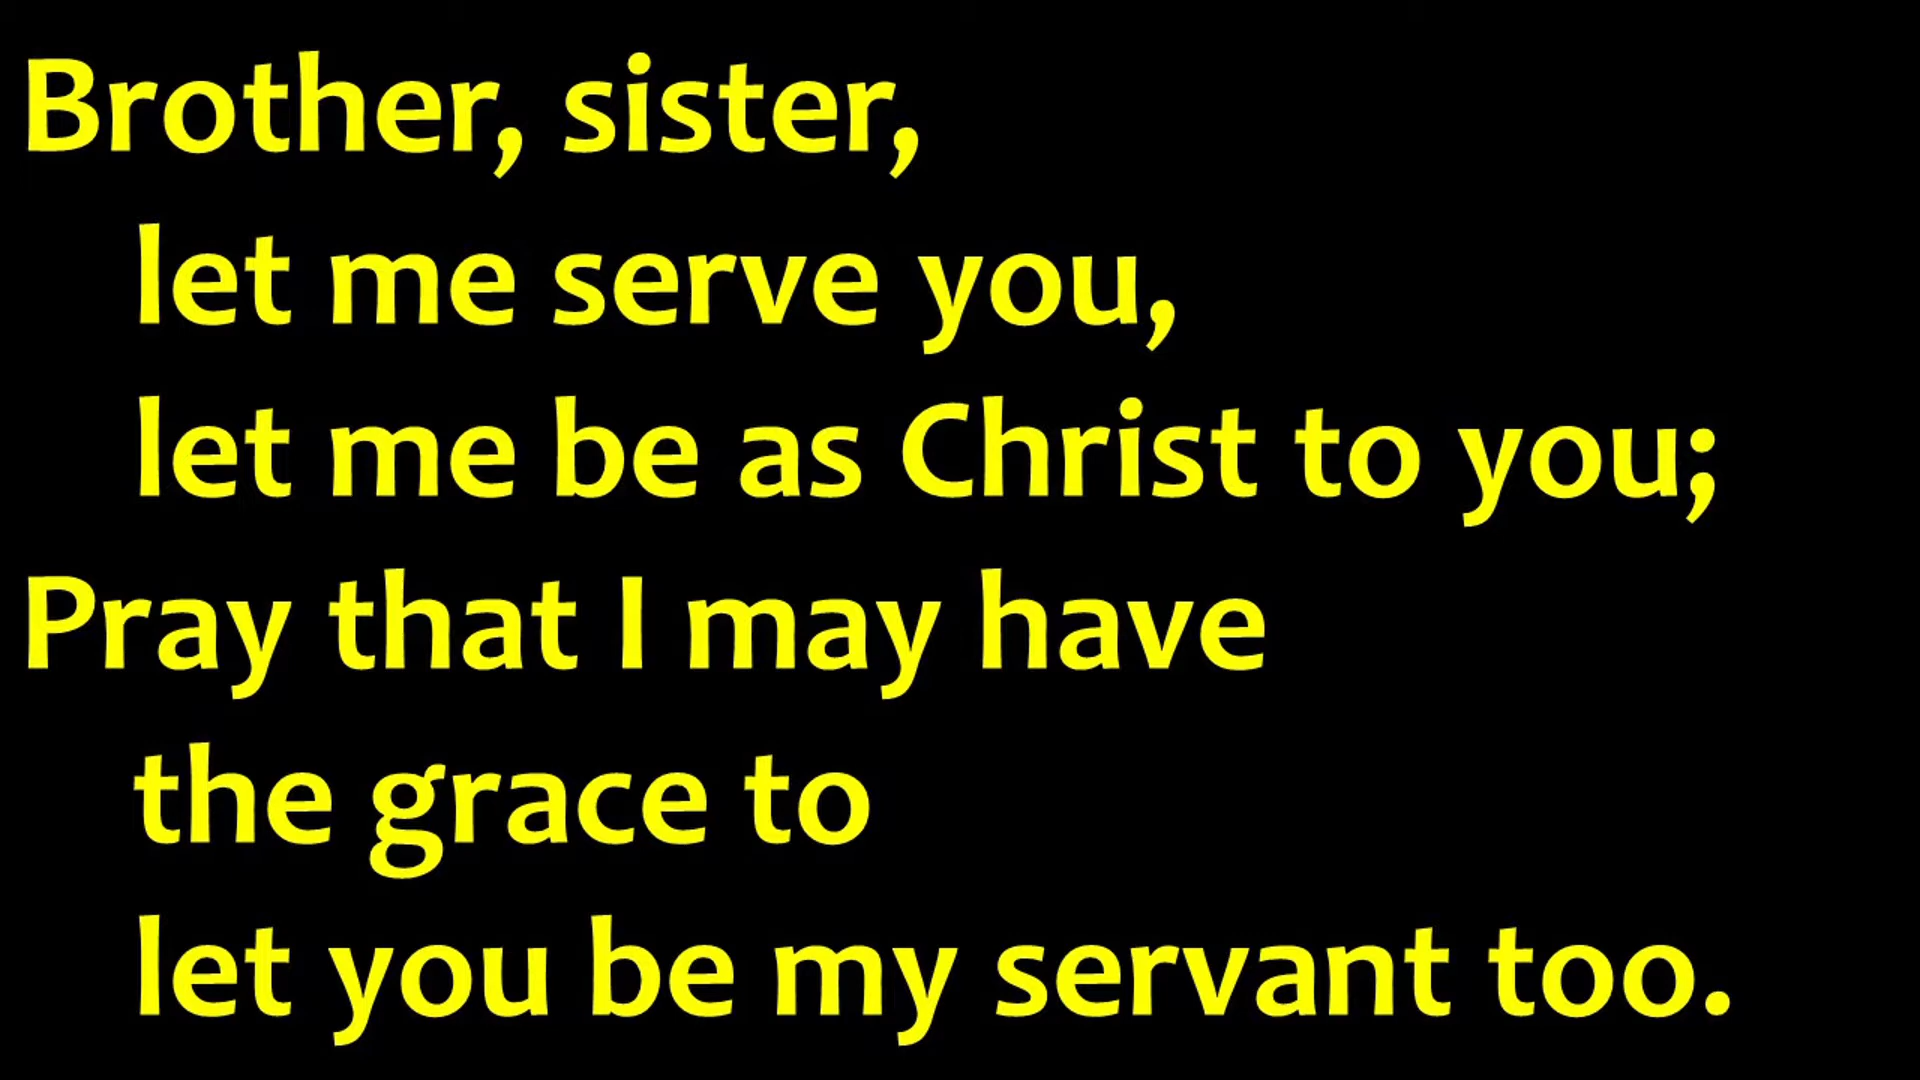 Brother, sister,
let me serve you,
let me be as Christ to you;
Pray that I may have
the grace to
let you be my servant too.